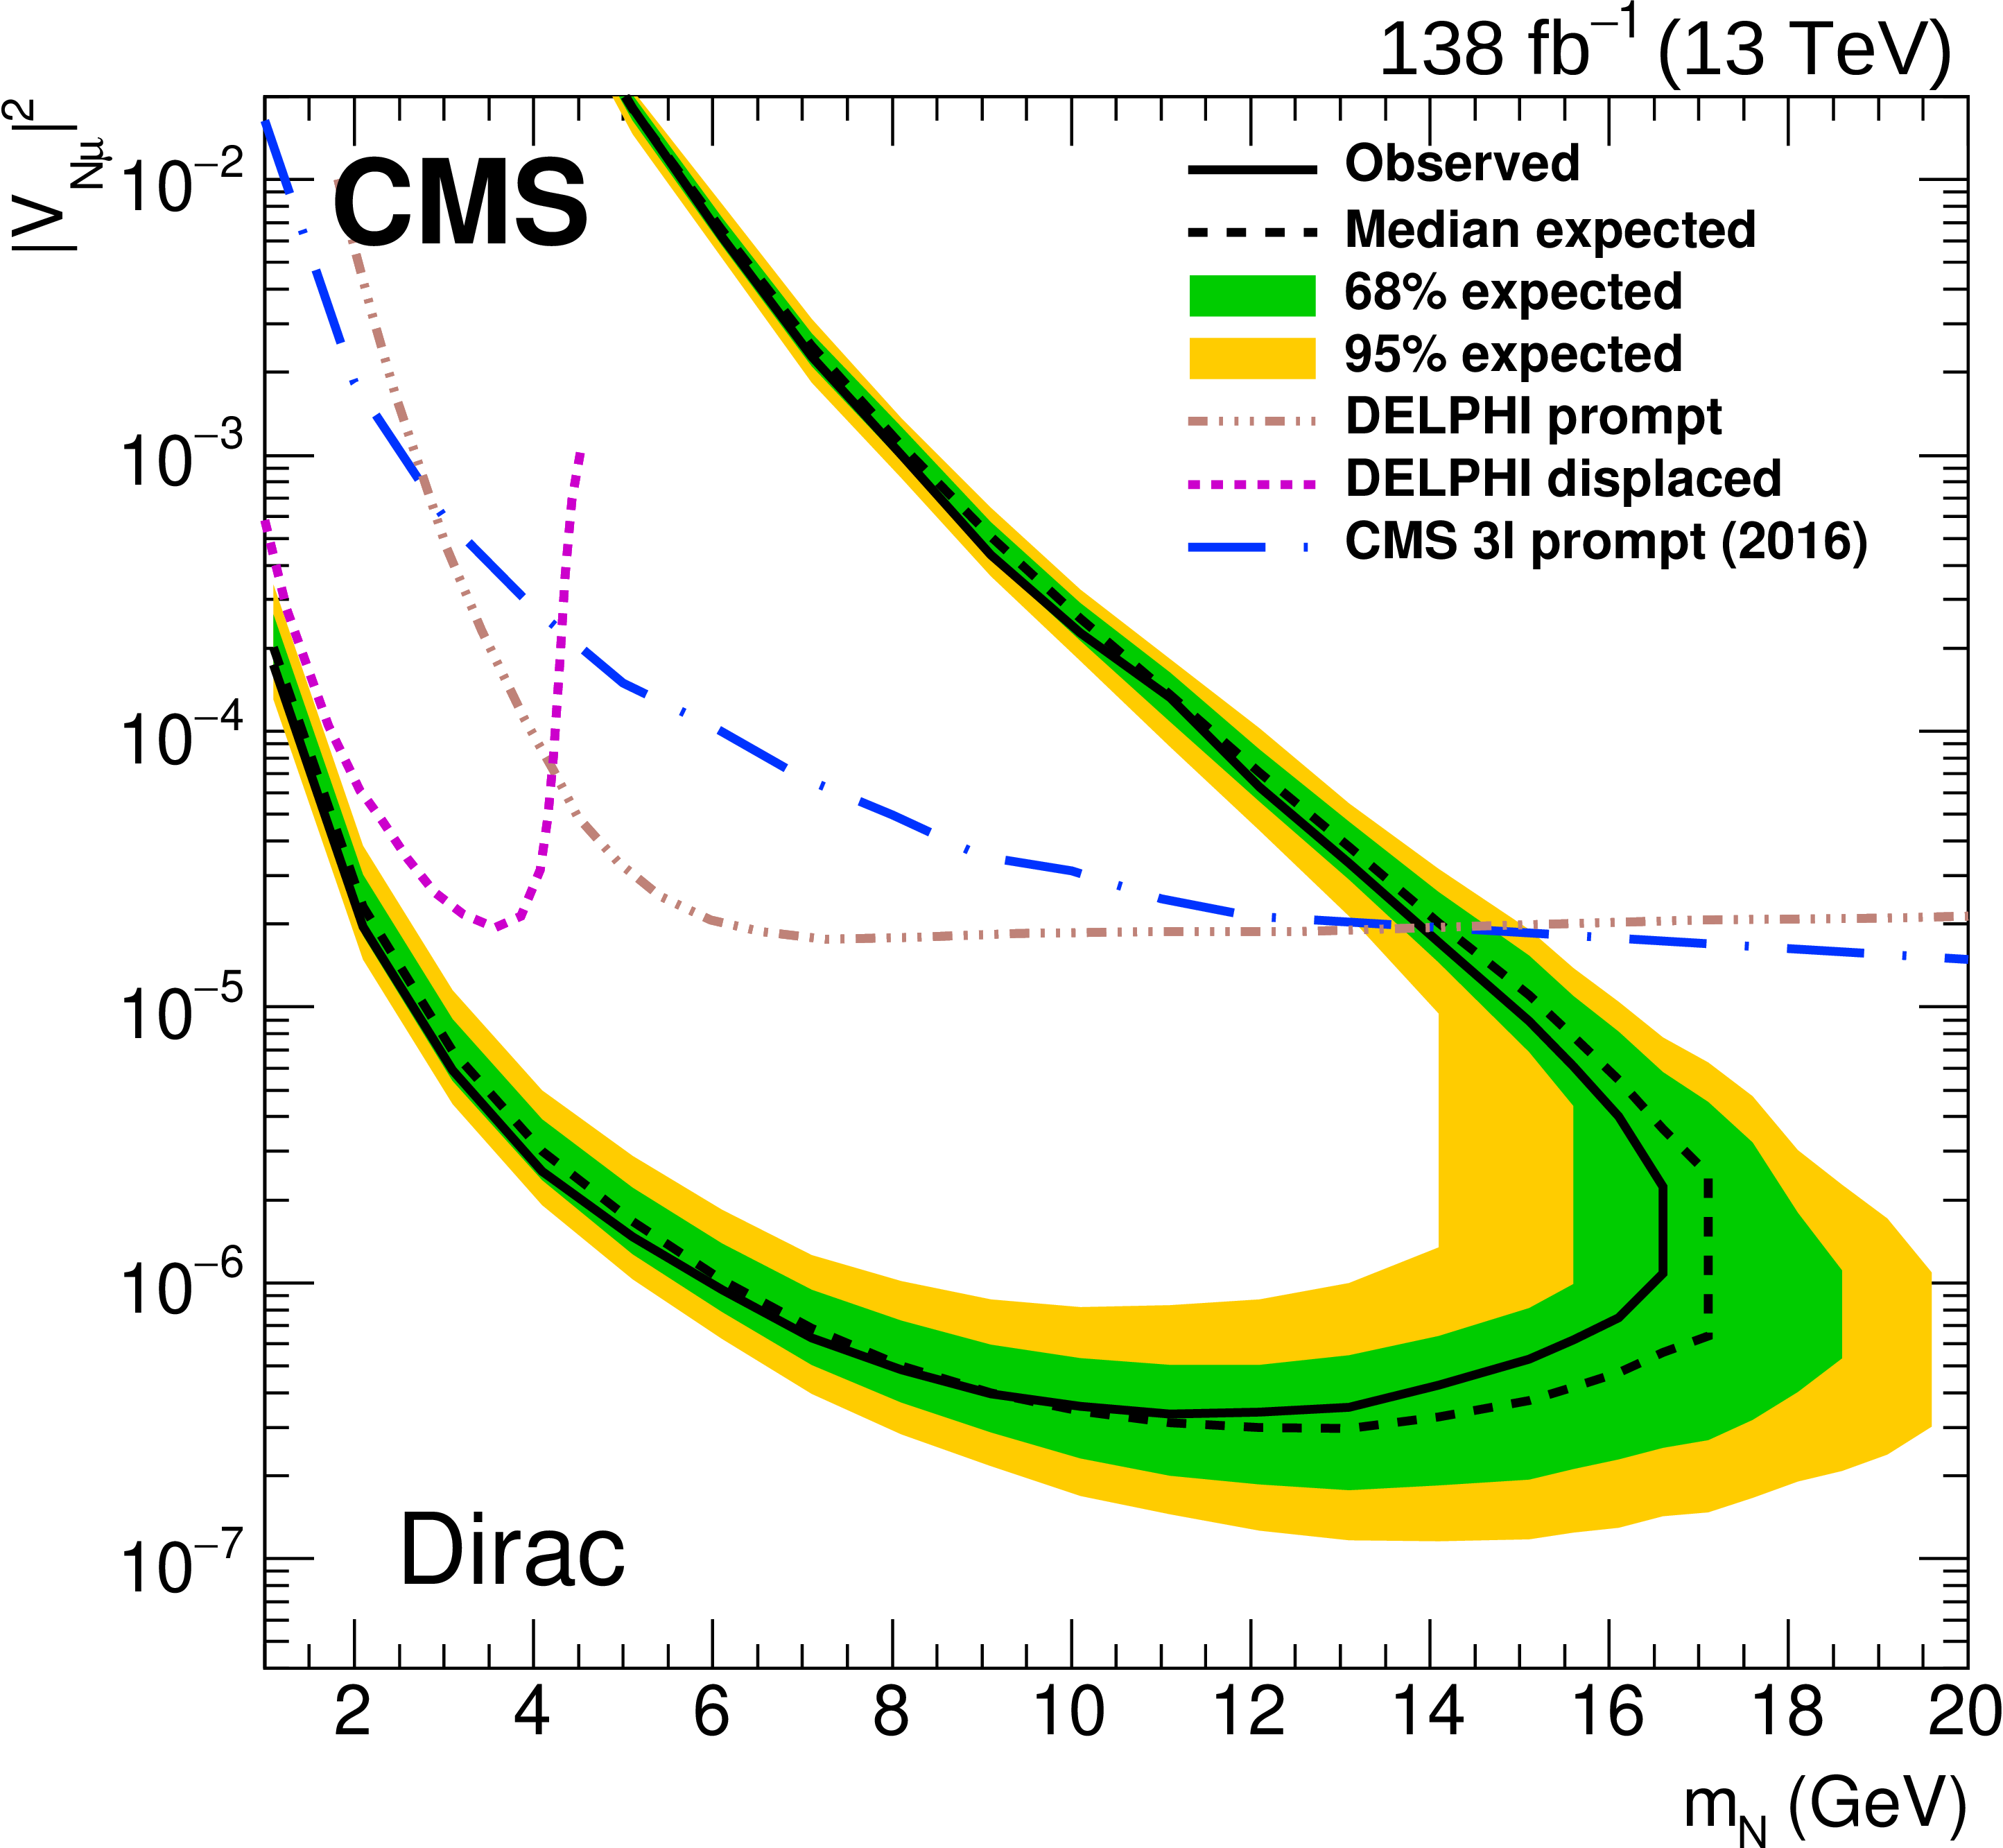 138 fb⁻¹ (13 TeV)
|V_Nμ|²
CMS
Observed
Median expected
68% expected
95% expected
DELPHI prompt
DELPHI displaced
CMS 3l prompt (2016)
10⁻²
10⁻³
10⁻⁴
10⁻⁵
10⁻⁶
10⁻⁷
Dirac
2 4 6 8 10 12 14 16 18 20
m_N (GeV)